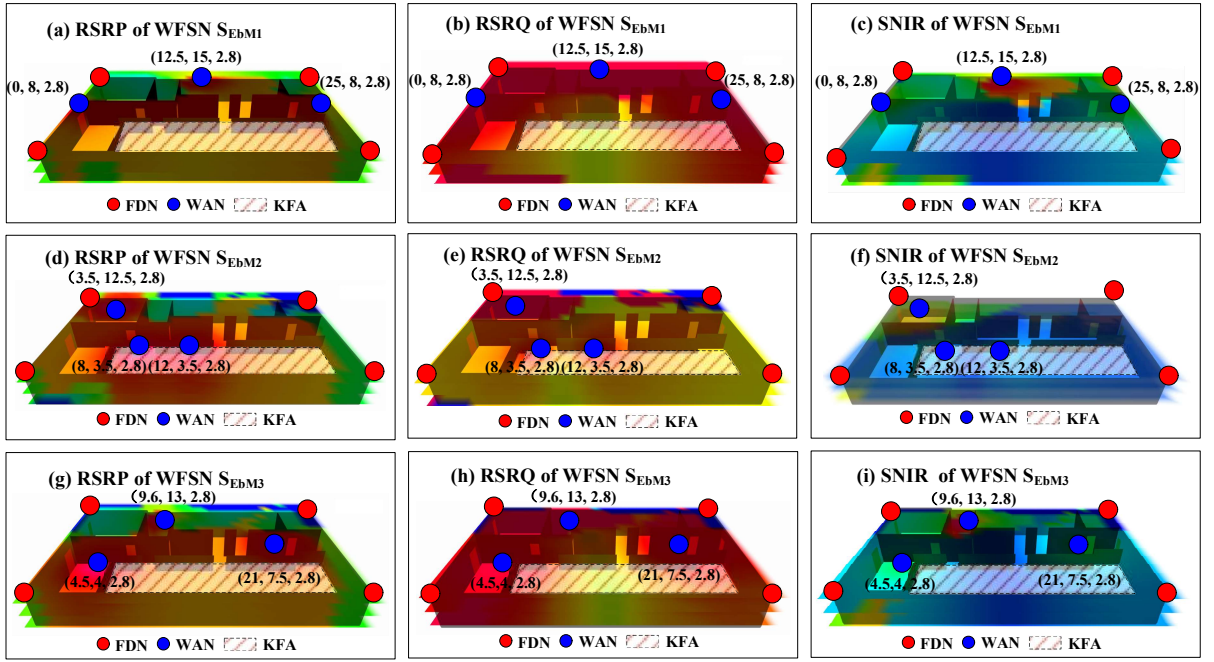 (a) RSRP of WFSN S_EbM1
(12.5, 15, 2.8)
(0, 8, 2.8)
(25, 8, 2.8)
FDN WAN KFA
(b) RSRQ of WFSN S_EbM1
(12.5, 15, 2.8)
(0, 8, 2.8)
(25, 8, 2.8)
FDN WAN KFA
(c) SNIR of WFSN S_EbM1
(12.5, 15, 2.8)
(0, 8, 2.8)
(25, 8, 2.8)
FDN WAN KFA
(d) RSRP of WFSN S_EbM2
(3.5, 12.5, 2.8)
(8, 3.5, 2.8) (12, 3.5, 2.8)
FDN WAN KFA
(e) RSRQ of WFSN S_EbM2
(3.5, 12.5, 2.8)
(8, 3.5, 2.8) (12, 3.5, 2.8)
FDN WAN KFA
(f) SNIR of WFSN S_EbM2
(3.5, 12.5, 2.8)
(8, 3.5, 2.8) (12, 3.5, 2.8)
FDN WAN KFA
(g) RSRP of WFSN S_EbM3
(9.6, 13, 2.8)
(4.5,4, 2.8)
(21, 7.5, 2.8)
FDN WAN KFA
(h) RSRQ of WFSN S_EbM3
(9.6, 13, 2.8)
(4.5,4, 2.8)
(21, 7.5, 2.8)
FDN WAN KFA
(i) SNIR of WFSN S_EbM3
(9.6, 13, 2.8)
(4.5,4, 2.8)
(21, 7.5, 2.8)
FDN WAN KFA